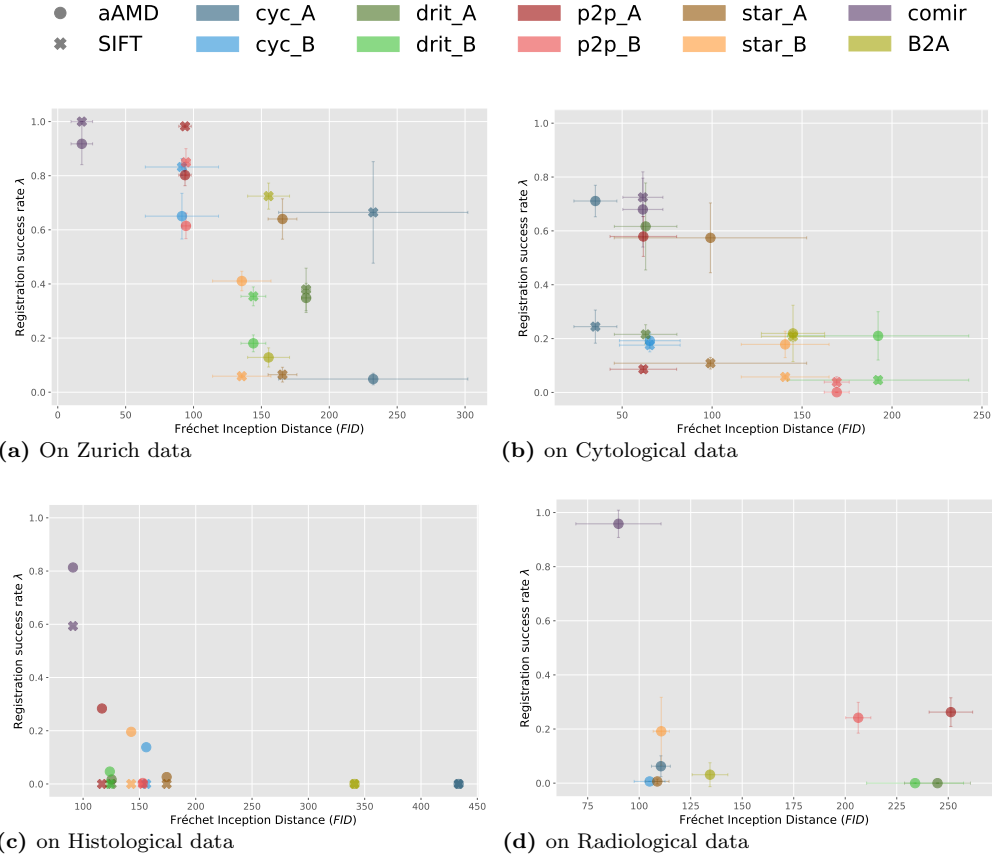 aAMD cyc_A drit_A p2p_A star_A comir
SIFT cyc_B drit_B p2p_B star_B B2A
1.0
0.8
0.6
0.4
0.2
0.0
Registration success rate λ
0 50 100 150 200 250 300
Fréchet Inception Distance (FID)
(a) On Zurich data
1.0
0.8
0.6
0.4
0.2
0.0
Registration success rate λ
50 100 150 200 250
Fréchet Inception Distance (FID)
(b) on Cytological data
1.0
0.8
0.6
0.4
0.2
0.0
Registration success rate λ
100 150 200 250 300 350 400 450
Fréchet Inception Distance (FID)
(c) on Histological data
1.0
0.8
0.6
0.4
0.2
0.0
Registration success rate λ
75 100 125 150 175 200 225 250
Fréchet Inception Distance (FID)
(d) on Radiological data